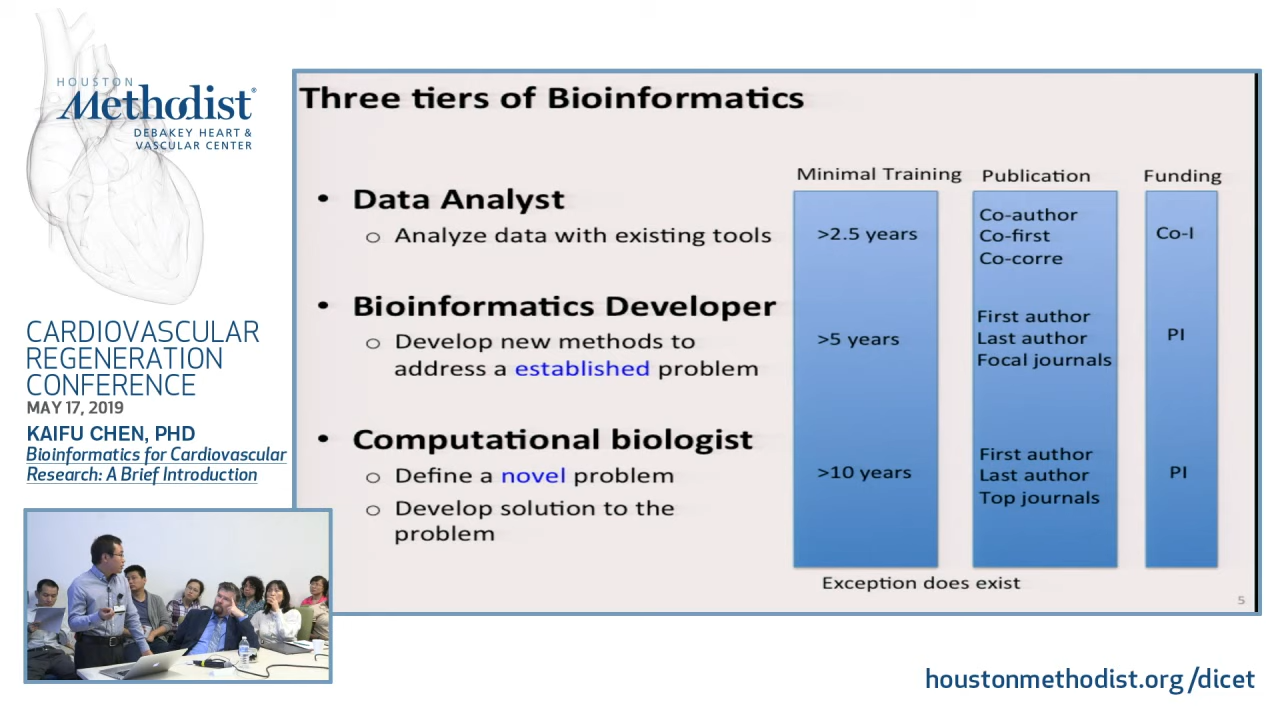 HOUSTON
Methodist®
DEBAKEY HEART &
VASCULAR CENTER
CARDIOVASCULAR
REGENERATION
CONFERENCE
MAY 17, 2019
KAIFU CHEN, PHD
Bioinformatics for Cardiovascular
Research: A Brief Introduction
Three tiers of Bioinformatics
• Data Analyst
o Analyze data with existing tools
• Bioinformatics Developer
o Develop new methods to
address a established problem
• Computational biologist
o Define a novel problem
o Develop solution to the
problem
Minimal Training
>2.5 years
>5 years
>10 years
Publication
Co-author
Co-first
Co-corre
First author
Last author
Focal journals
First author
Last author
Top journals
Funding
Co-I
PI
PI
Exception does exist
5
houstonmethodist.org/dicet